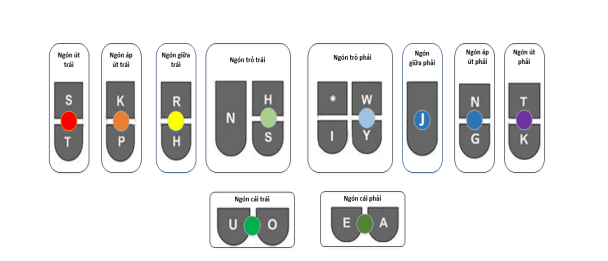 Ngón út
trái
S
T
Ngón áp
út trái
K
P
Ngón giữa
trái
R
H
Ngón trỏ trái
N
H
S
Ngón trỏ phải
*
W
I
Y
Ngón
giữa phải
J
Ngón áp
út phải
N
G
Ngón út
phải
T
K
Ngón cái trái
U O
Ngón cái phải
E A